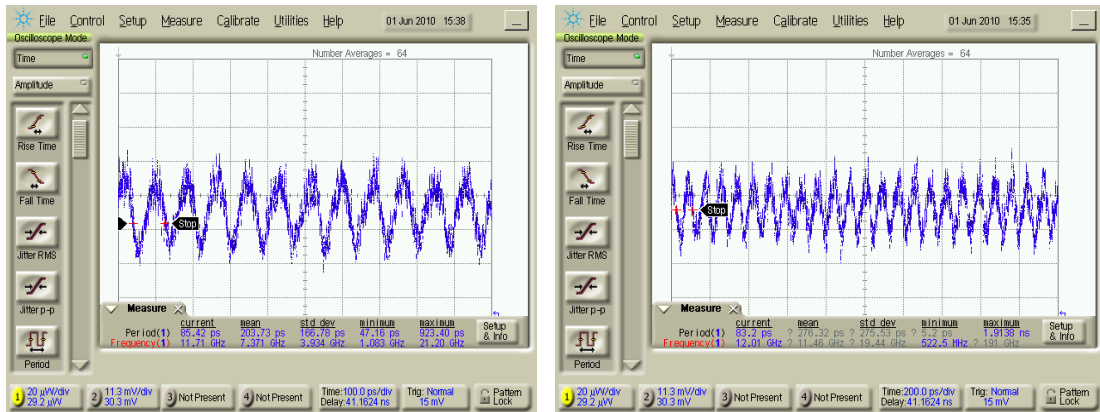 File Control Setup Measure Calibrate Utilities Help 01 Jun 2010 15:38
Oscilloscope Mode
Time
Amplitude
Rise Time
Fall Time
Jitter RMS
Jitter p-p
Period
Number Averages = 64
Stop
Measure
current mean std dev minimum maximum
Period(1) 85.42 ps 203.73 ps 166.78 ps 47.16 ps 923.40 ps
Frequency(1) 11.71 GHz 7.371 GHz 3.934 GHz 1.083 GHz 21.20 GHz
Setup
& Info
1 20 µW/div
29.2 µW
2 11.3 mV/div
30.3 mV
3 Not Present
4 Not Present
Time:100.0 ps/div
Delay:41.1624 ns
Trig: Normal
15 mV
Pattern
Lock
File Control Setup Measure Calibrate Utilities Help 01 Jun 2010 15:35
Oscilloscope Mode
Time
Amplitude
Rise Time
Fall Time
Jitter RMS
Jitter p-p
Period
Number Averages = 64
Stop
Measure
current mean std dev minimum maximum
Period(1) 83.2 ps ? 276.32 ps ? 275.53 ps ? 5.2 ps 1.9138 ns
Frequency(1) 12.01 GHz ? 11.46 GHz ? 19.44 GHz 522.5 MHz ? 191 GHz
Setup
& Info
1 20 µW/div
29.2 µW
2 11.3 mV/div
30.3 mV
3 Not Present
4 Not Present
Time:200.0 ps/div
Delay:41.1624 ns
Trig: Normal
15 mV
Pattern
Lock